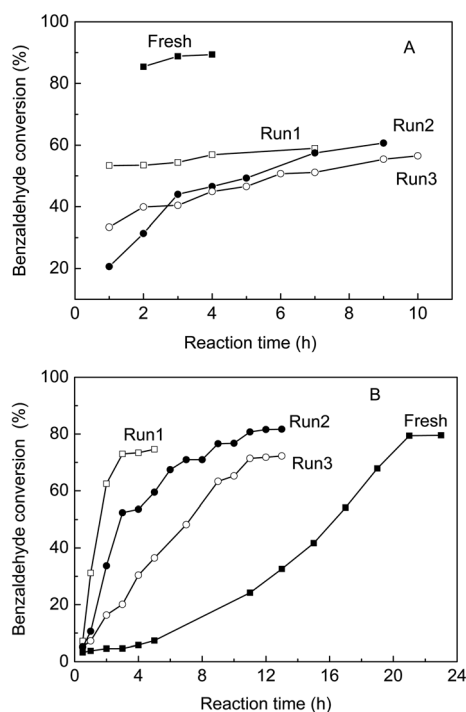 100
Fresh
A
80
60
Run1
Run2
40
Run3
20
0 2 4 6 8 10
Benzaldehyde conversion (%)
Reaction time (h)
100
B
80
Run1
Run2
Fresh
60
Run3
40
20
0
0 4 8 12 16 20 24
Benzaldehyde conversion (%)
Reaction time (h)